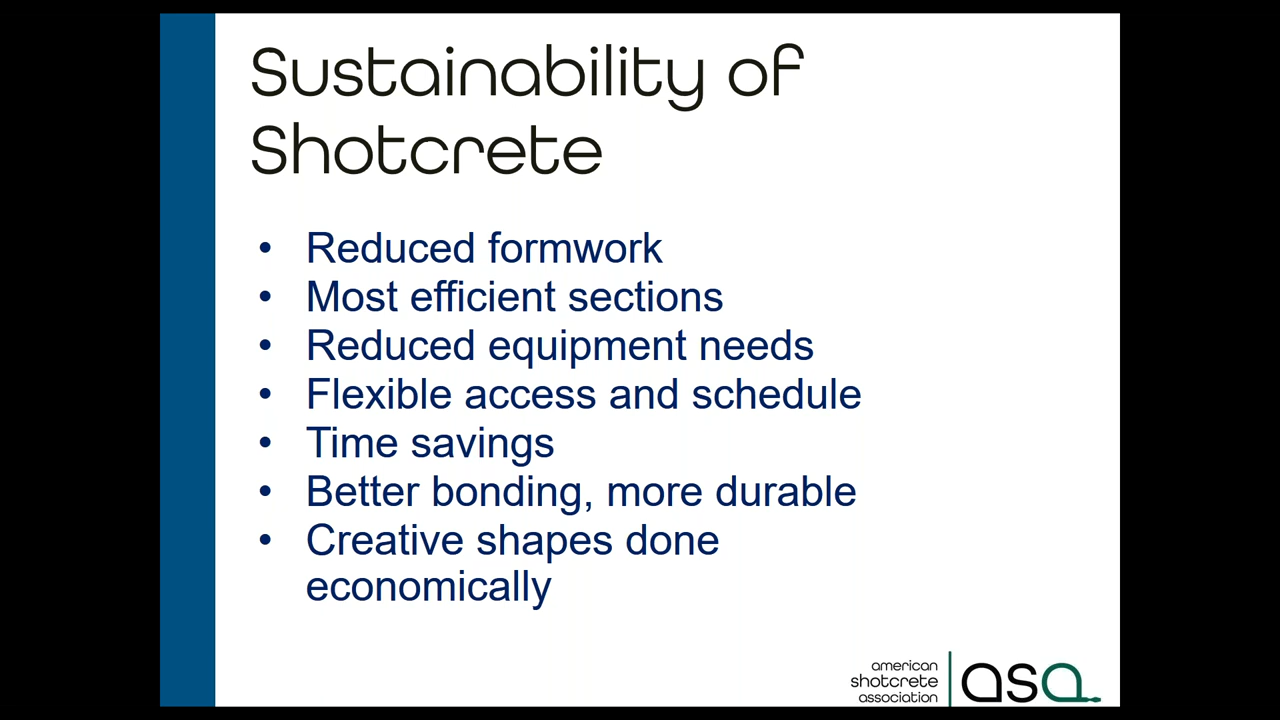 Sustainability of
Shotcrete
• Reduced formwork
• Most efficient sections
• Reduced equipment needs
• Flexible access and schedule
• Time savings
• Better bonding, more durable
• Creative shapes done
economically
american
shotcrete
association
asa